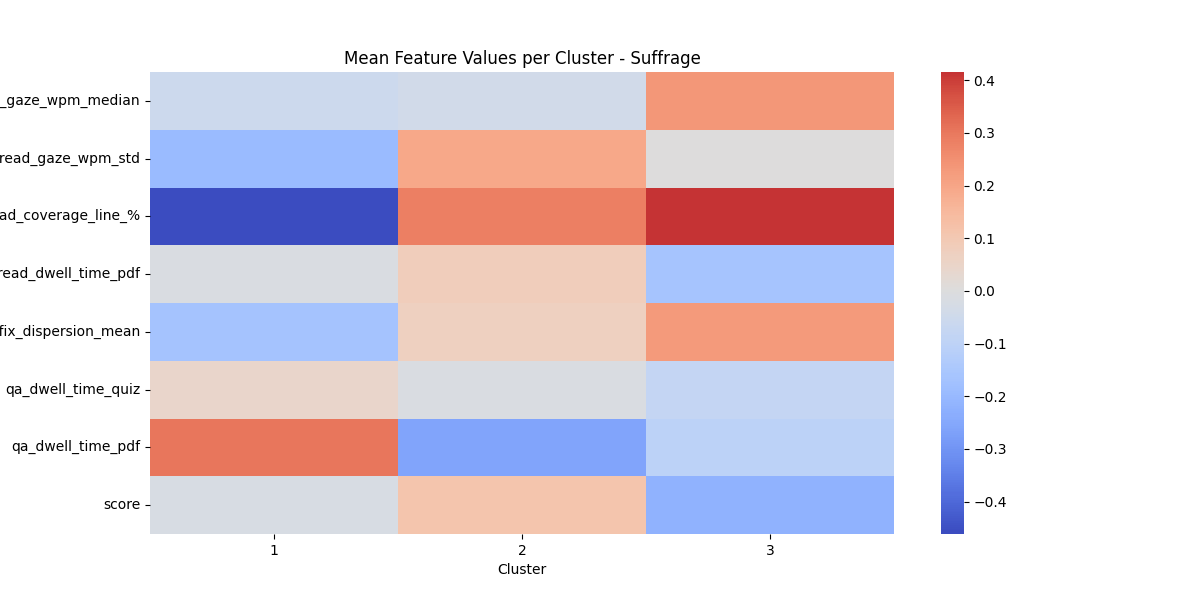 Mean Feature Values per Cluster - Suffrage
_gaze_wpm_median
read_gaze_wpm_std
ad_coverage_line_%
read_dwell_time_pdf
fix_dispersion_mean
qa_dwell_time_quiz
qa_dwell_time_pdf
score
1 2 3
Cluster
0.4
0.3
0.2
0.1
0.0
−0.1
−0.2
−0.3
−0.4